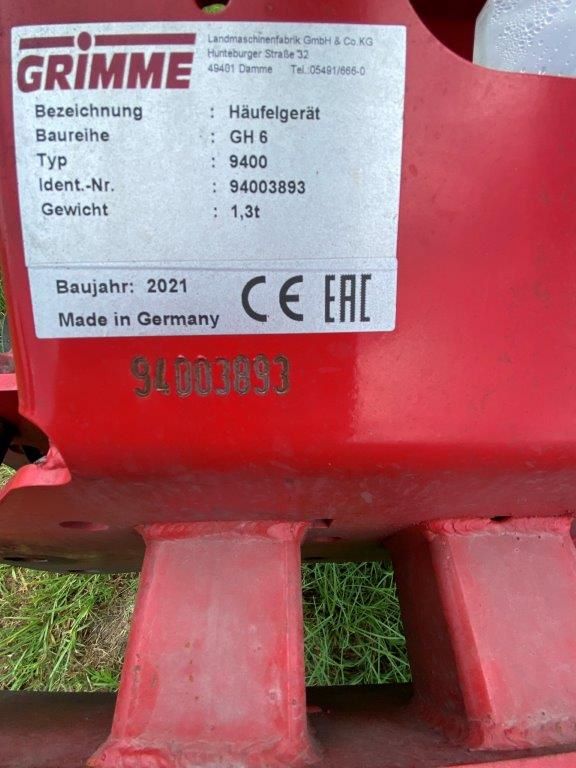 GRIMME
Landmaschinenfabrik GmbH & Co.KG
Hunteburger Straße 32
49401 Damme Tel.:05491/666-0
Bezeichnung : Häufelgerät
Baureihe : GH 6
Typ : 9400
Ident.-Nr. : 94003893
Gewicht : 1,3t
Baujahr: 2021
Made in Germany
CE EAC
94003893